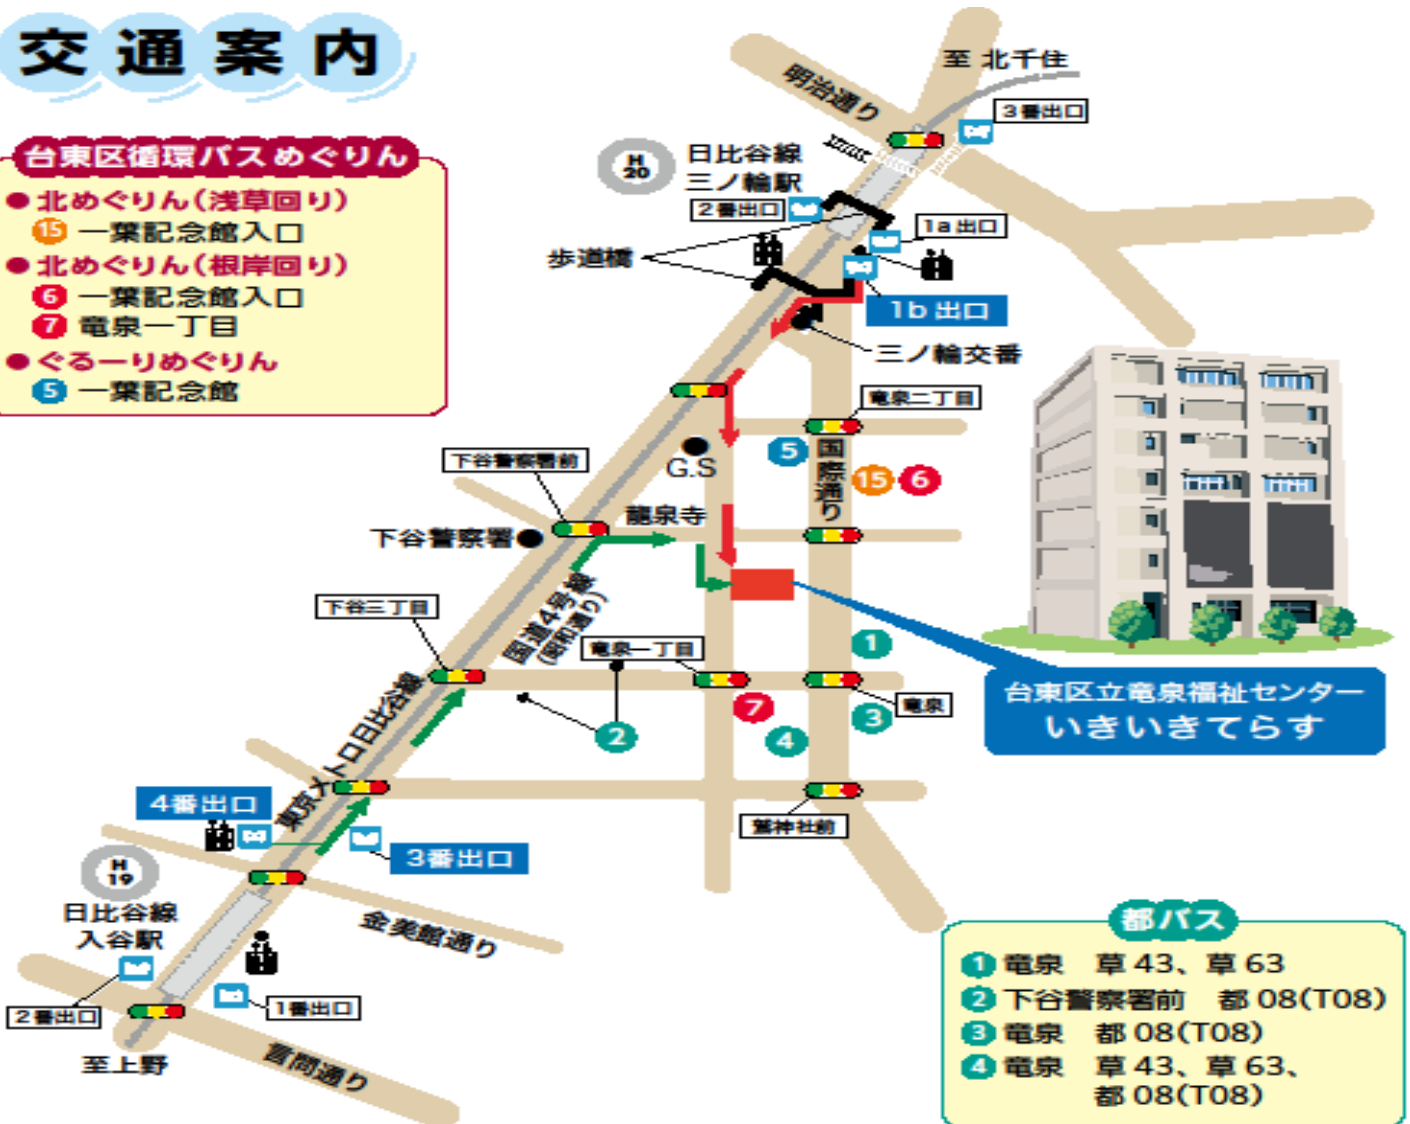 交通案内
台東区循環バスめぐりん
●北めぐりん(浅草回り)
15 一葉記念館入口
●北めぐりん(根岸回り)
6 一葉記念館入口
7 竜泉一丁目
●ぐるーりめぐりん
5 一葉記念館
至 北千住
明治通り
3番出口
H
20
日比谷線
三ノ輪駅
2番出口
1a出口
歩道橋
1b 出口
三ノ輪交番
竜泉二丁目
5
国際通り
15
6
G.S
下谷警察署前
龍泉寺
下谷警察署
国道4号線
(昭和通り)
下谷三丁目
竜泉一丁目
1
竜泉
2
7
4
3
台東区立竜泉福祉センター
いきいきてらす
東京メトロ日比谷線
4番出口
3番出口
鷲神社前
H
19
日比谷線
入谷駅
金美館通り
2番出口
1番出口
至上野
言問通り
都バス
1 竜泉 草43、草63
2 下谷警察署前 都08(T08)
3 竜泉 都08(T08)
4 竜泉 草43、草63、
都08(T08)